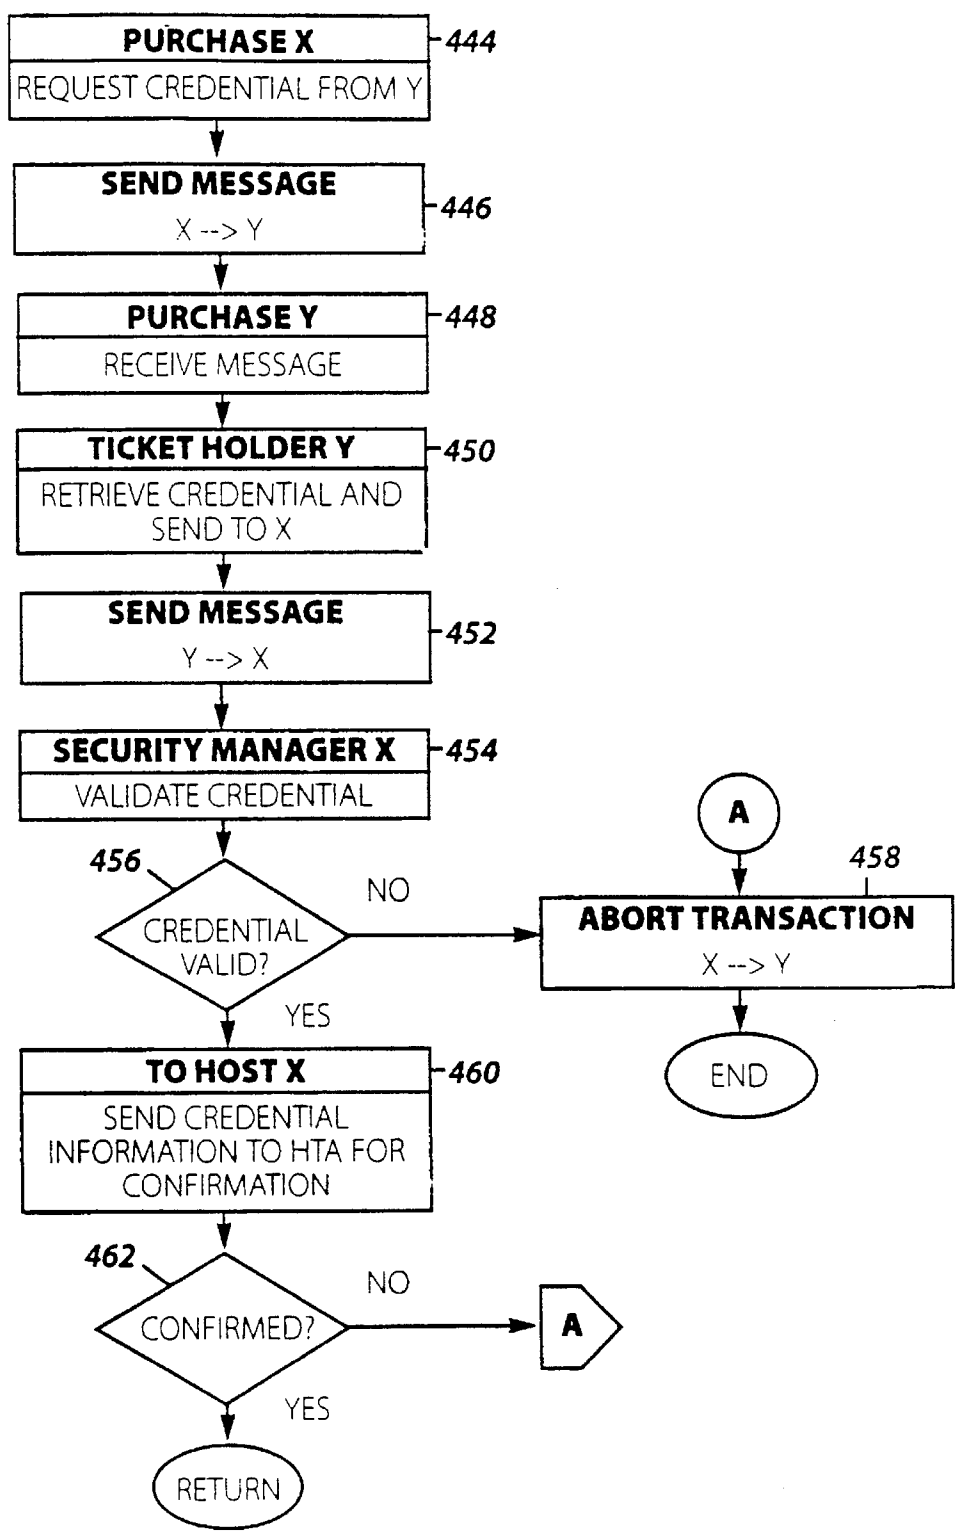 PURCHASE X
444
REQUEST CREDENTIAL FROM Y
SEND MESSAGE
446
X --> Y
PURCHASE Y
448
RECEIVE MESSAGE
TICKET HOLDER Y
450
RETRIEVE CREDENTIAL AND
SEND TO X
SEND MESSAGE
452
Y --> X
SECURITY MANAGER X
454
VALIDATE CREDENTIAL
456
CREDENTIAL
VALID?
NO
YES
A
458
ABORT TRANSACTION
X --> Y
END
TO HOST X
460
SEND CREDENTIAL
INFORMATION TO HTA FOR
CONFIRMATION
462
CONFIRMED?
NO
A
YES
RETURN